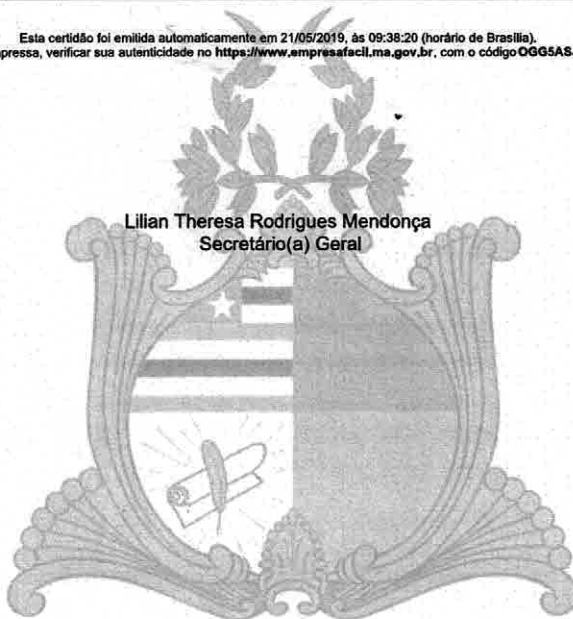 Esta certidão foi emitida automaticamente em 21/05/2019, às 09:38:20 (horário de Brasília).
verificar sua autenticidade no https://www.empresafacil.ma.gov.br, com o código
Lilian Theresa Rodrigues Mendonça
Secretário(a) Geral